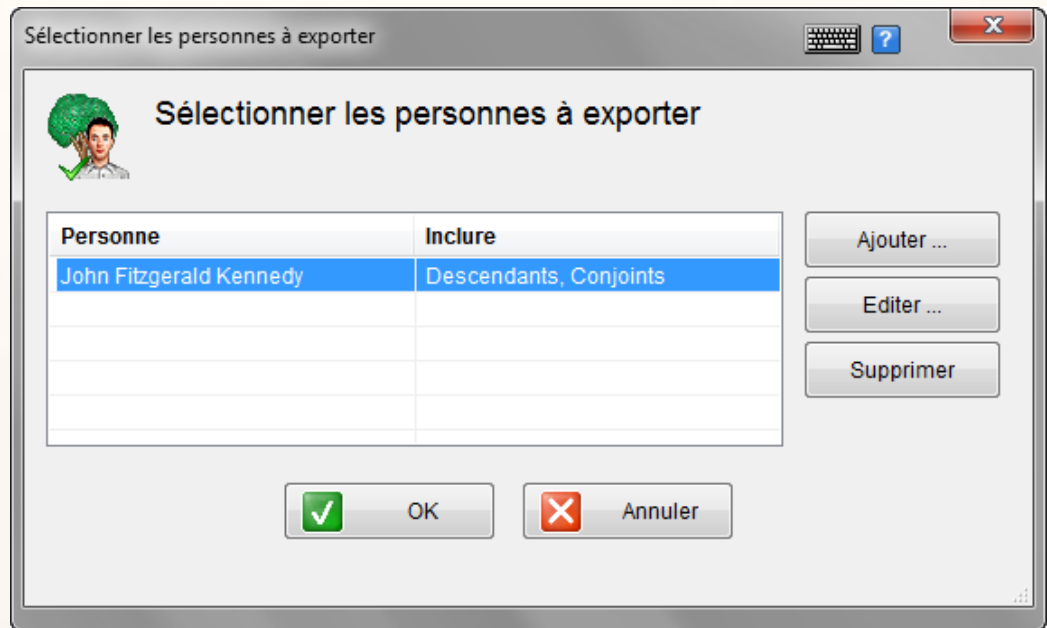 Sélectionner les personnes à exporter
?
X
Sélectionner les personnes à exporter
Personne Inclure
John Fitzgerald Kennedy Descendants, Conjoints
Ajouter ...
Editer ...
Supprimer
OK Annuler